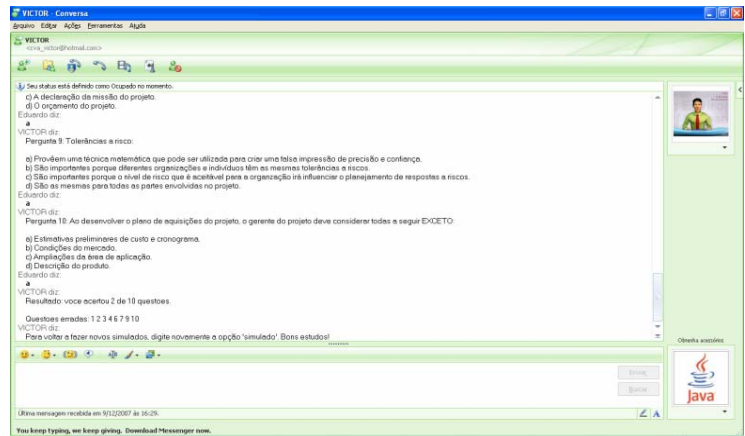 VICTOR - Conversa
Arquivo Editar Ações Ferramentas Ajuda
VICTOR
Seu status está definido como Ocupado no momento.
c) A declaração da missão do projeto.
d) O orçamento do projeto.
Eduardo diz:
a
VICTOR diz:
Pergunta 9: Tolerâncias a risco:
a) Provêem uma técnica matemática que pode ser utilizada para criar uma falsa impressão de precisão e confiança.
b) São importantes porque diferentes organizações e indivíduos têm as mesmas tolerâncias a riscos.
c) São importantes porque o nível de risco que é aceitável para a organzação irá influenciar o planejamento de respostas a riscos.
d) São as mesmas para todas as partes envolvidas no projeto.
Eduardo diz:
a
VICTOR diz:
Pergunta 10: Ao desenvolver o plano de aquisições do projeto, o gerente do projeto deve considerar todas a seguir EXCETO:
a) Estimativas preliminares de custo e cronograma.
b) Condições do mercado.
c) Ampliações da área de aplicação.
d) Descrição do produto.
Eduardo diz:
a
VICTOR diz:
Resultado: voce acertou 2 de 10 questoes.
Questoes erradas: 1 2 3 4 6 7 9 10
VICTOR diz:
Para voltar a fazer novos simulados, digite novamente a opção 'simulado'. Bons estudos!
Obtenha acessórios
Enviar
Buscar
Java
Última mensagem recebida em 9/12/2007 às 16:29.
You keep typing, we keep giving. Download Messenger now.